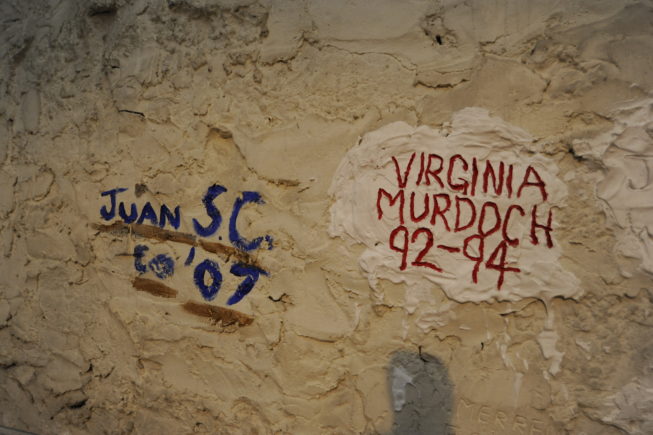 JUAN SC.
'07
VIRGINIA
MURDOCH
92-94